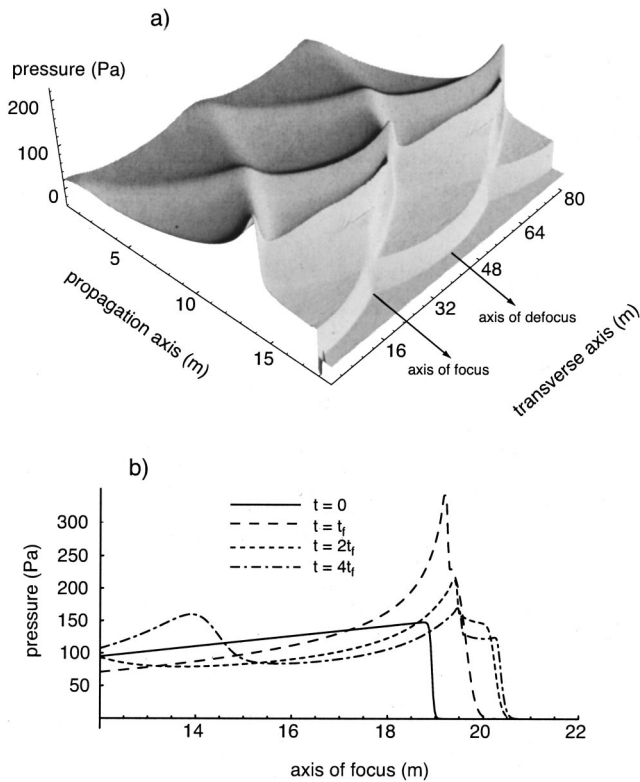 a)
pressure (Pa)
200
100
0
5
10
15
propagation axis (m)
16
32
48
64
80
transverse axis (m)
axis of defocus
axis of focus
b)
t = 0
t = t_f
t = 2t_f
t = 4t_f
300
250
200
150
100
50
pressure (Pa)
14
16
18
20
22
axis of focus (m)